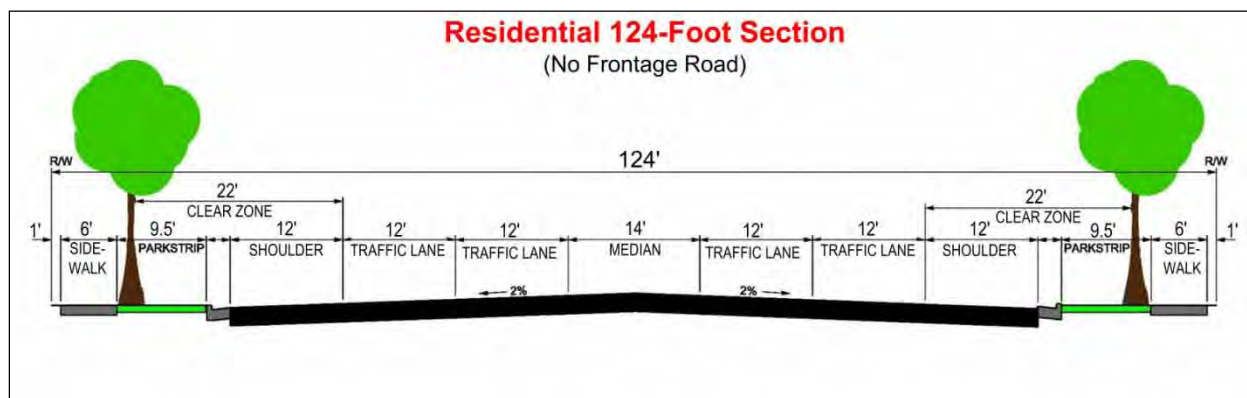 Residential 124-Foot Section
(No Frontage Road)
R/W
124'
R/W
22'
CLEAR ZONE
22'
CLEAR ZONE
1'
6'
SIDE-
WALK
9.5'
PARKSTRIP
12'
SHOULDER
12'
TRAFFIC LANE
12'
TRAFFIC LANE
14'
MEDIAN
12'
TRAFFIC LANE
12'
TRAFFIC LANE
12'
SHOULDER
9.5'
PARKSTRIP
6'
SIDE-
WALK
1'
2%
2%